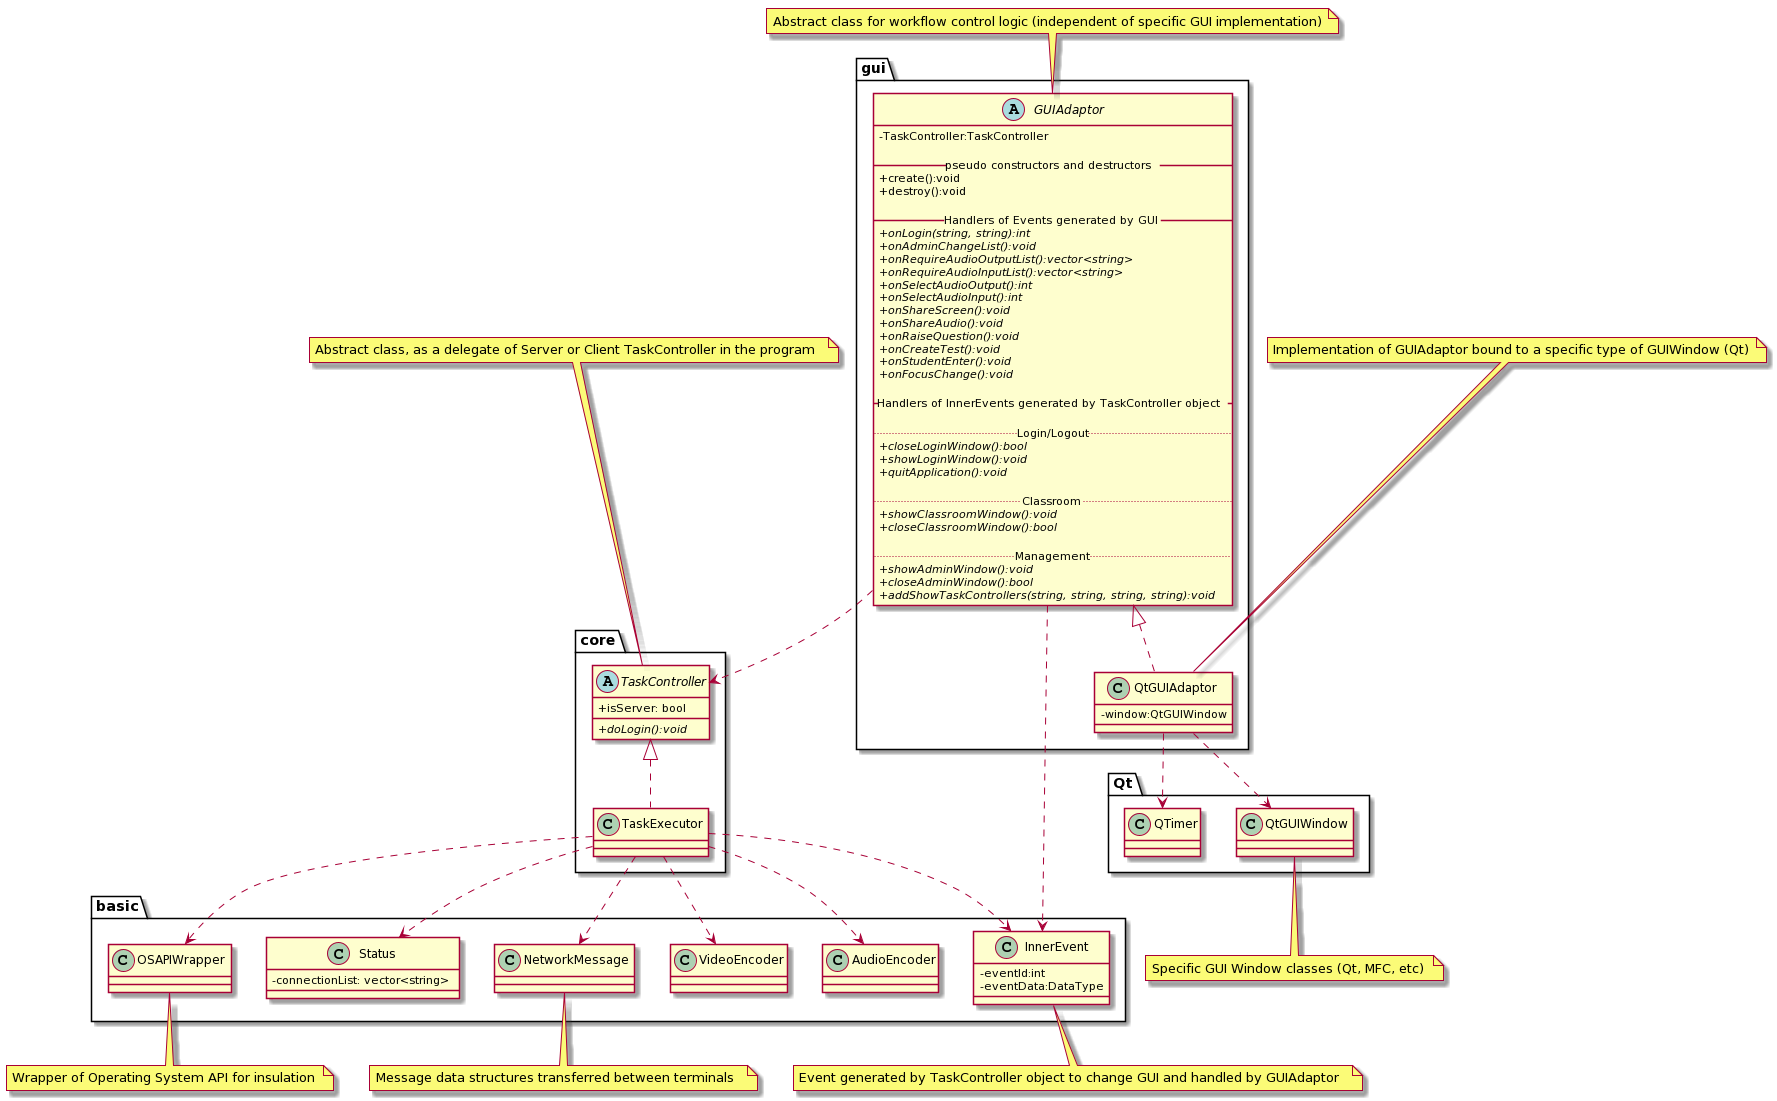 Abstract class for workflow control logic (independent of specific GUI implementation)
gui
A GUIAdaptor
-TaskController:TaskController
pseudo constructors and destructors
+create():void
+destroy():void
Handlers of Events generated by GUI
+onLogin(string, string):int
+onAdminChangeList():void
+onRequireAudioOutputList():vector<string>
+onRequireAudioInputList():vector<string>
+onSelectAudioOutput():int
+onSelectAudioInput():int
+onShareScreen():void
+onShareAudio():void
+onRaiseQuestion():void
+onCreateTest():void
+onStudentEnter():void
+onFocusChange():void
Handlers of InnerEvents generated by TaskController object
Login/Logout
+closeLoginWindow():bool
+showLoginWindow():void
+quitApplication():void
Classroom
+showClassroomWindow():void
+closeClassroomWindow():bool
Management
+showAdminWindow():void
+closeAdminWindow():bool
+addShowTaskControllers(string, string, string, string):void
Abstract class, as a delegate of Server or Client TaskController in the program
Implementation of GUIAdaptor bound to a specific type of GUIWindow (Qt)
core
A TaskController
+isServer: bool
+doLogin():void
C QtGUIAdaptor
-window:QtGUIWindow
Qt
C TaskExecutor
C QTimer
C QtGUIWindow
basic
C OSAPIWrapper
C Status
-connectionList: vector<string>
C NetworkMessage
C VideoEncoder
C AudioEncoder
C InnerEvent
-eventId:int
-eventData:DataType
Specific GUI Window classes (Qt, MFC, etc)
Wrapper of Operating System API for insulation
Message data structures transferred between terminals
Event generated by TaskController object to change GUI and handled by GUIAdaptor